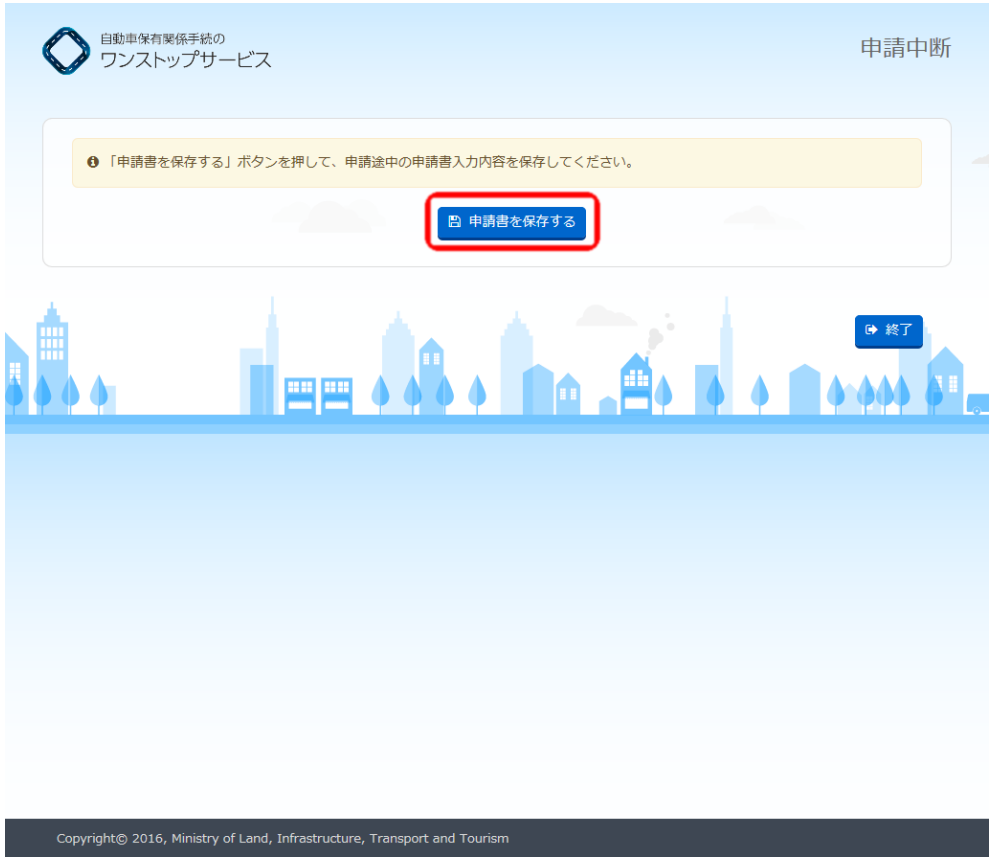 自動車保有関係手続の
ワンストップサービス
申請中断
「申請書を保存する」ボタンを押して、申請途中の申請書入力内容を保存してください。
申請書を保存する
終了
Copyright© 2016, Ministry of Land, Infrastructure, Transport and Tourism